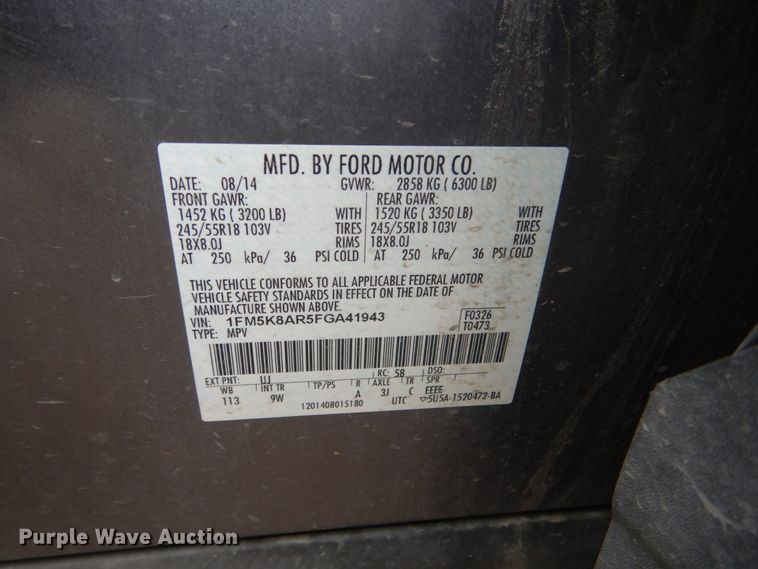 MFD. BY FORD MOTOR CO.
DATE: 08/14 GVWR: 2858 KG ( 6300 LB)
FRONT GAWR: REAR GAWR:
1452 KG ( 3200 LB) WITH 1520 KG ( 3350 LB) WITH
245/55R18 103V TIRES 245/55R18 103V TIRES
18X8.0J RIMS 18X8.0J RIMS
AT 250 kPa/ 36 PSI COLD AT 250 kPa/ 36 PSI COLD
THIS VEHICLE CONFORMS TO ALL APPLICABLE FEDERAL MOTOR
VEHICLE SAFETY STANDARDS IN EFFECT ON THE DATE OF
MANUFACTURE SHOWN ABOVE.
VIN: 1FM5K8AR5FGA41943 F0326
TYPE: MPV T0473
EXT PNT: UJ RC: 58 DSO:
WB INT TR TP/PS R AXLE TR SPR
113 9W A 3J C EEEE
1201408015180 UTC ▽5U5A-1520472-BA
Purple Wave Auction